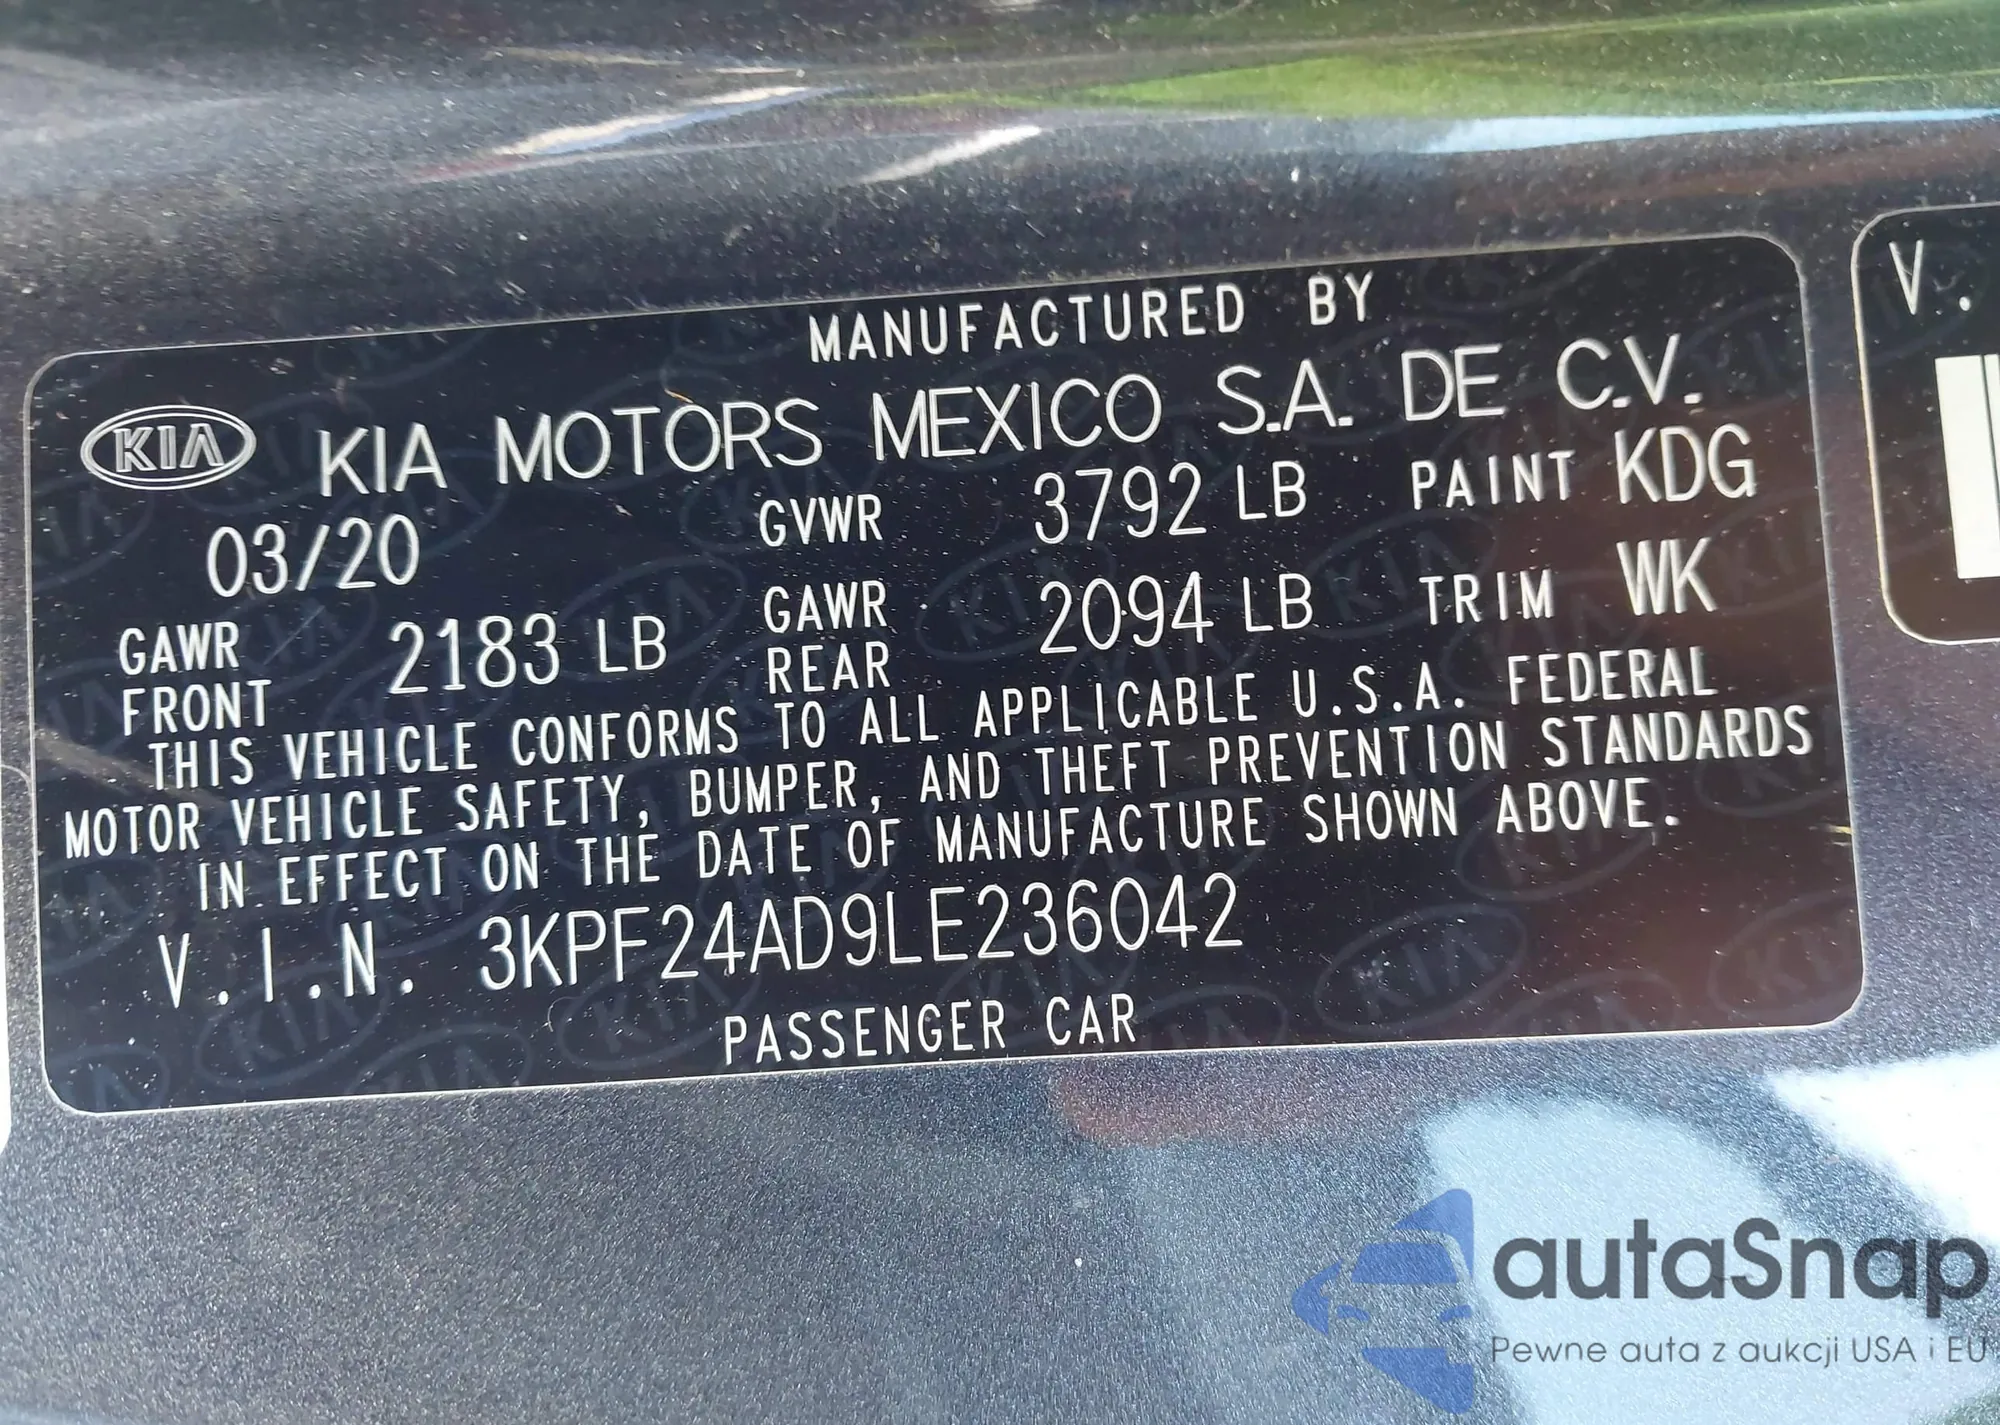 MANUFACTURED BY
KIA KIA MOTORS MEXICO S.A. DE C.V.
03/20 GVWR 3792 LB PAINT KDG
GAWR FRONT 2183 LB GAWR REAR 2094 LB TRIM WK
THIS VEHICLE CONFORMS TO ALL APPLICABLE U.S.A. FEDERAL
MOTOR VEHICLE SAFETY, BUMPER, AND THEFT PREVENTION STANDARDS
IN EFFECT ON THE DATE OF MANUFACTURE SHOWN ABOVE.
V.I.N. 3KPF24AD9LE236042
PASSENGER CAR
V.
autaSnap
Pewne auta z aukcji USA i EU